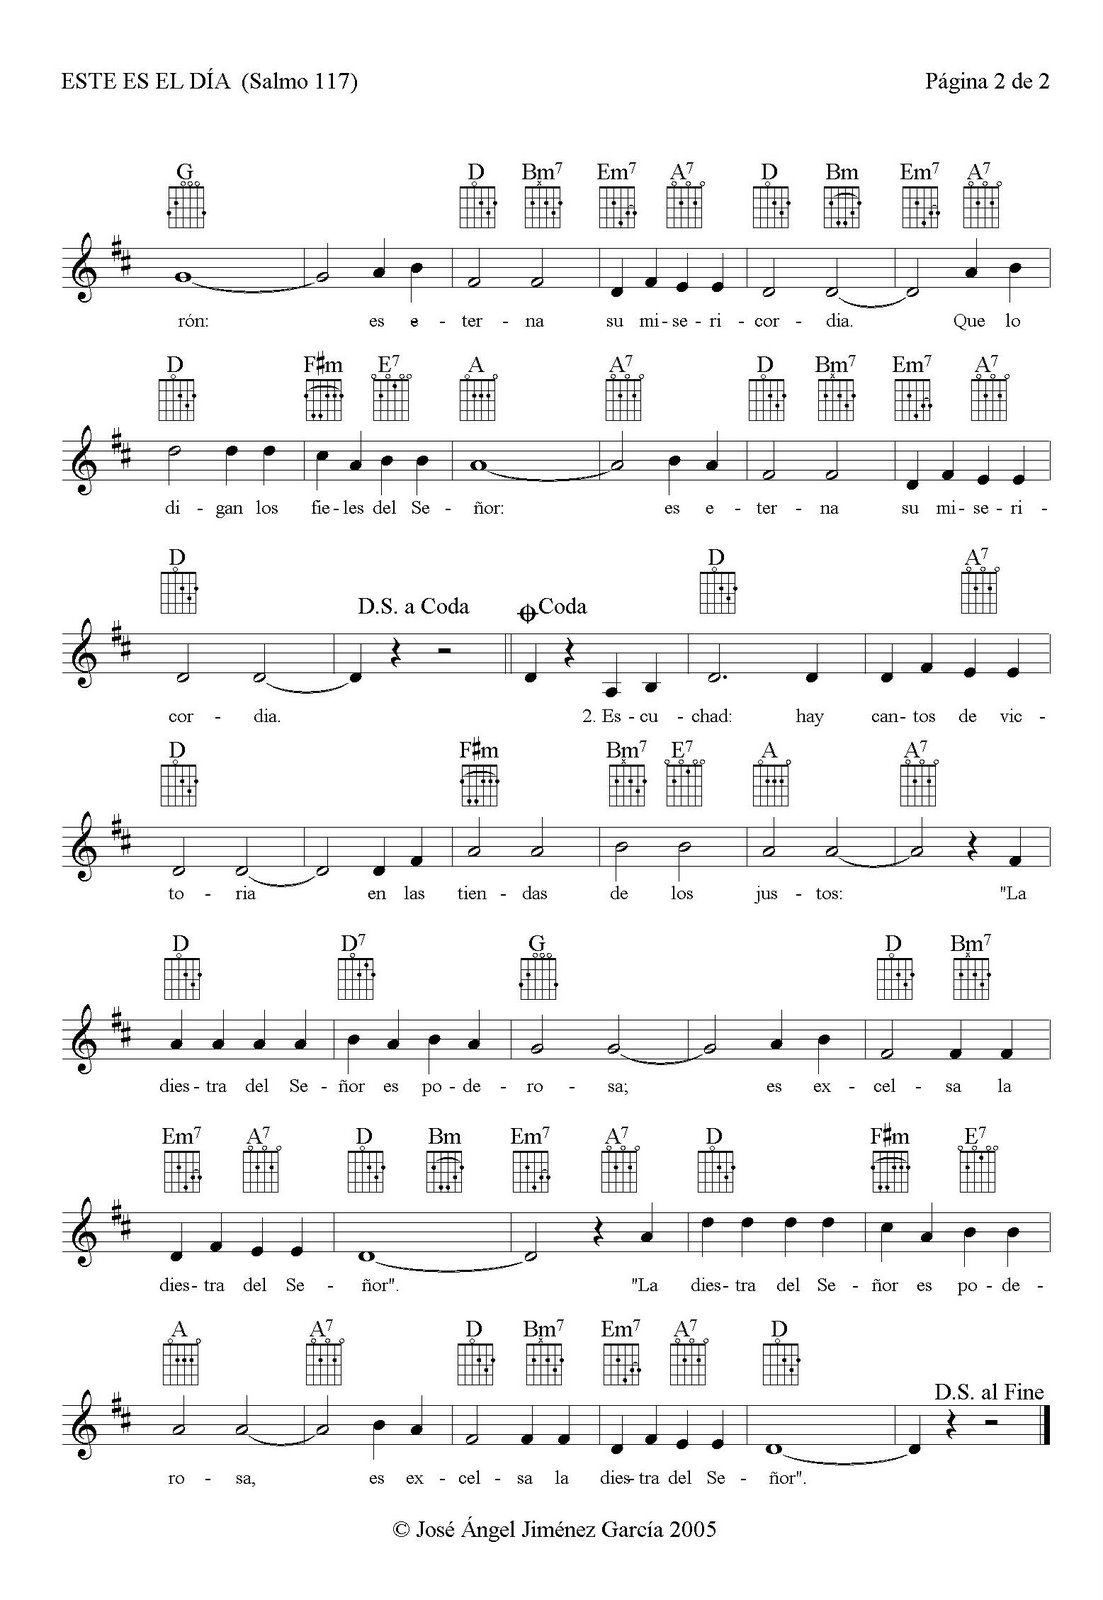 ESTE ES EL DÍA (Salmo 117) Página 2 de 2
G D Bm7 Em7 A7 D Bm Em7 A7
rón: es e - ter - na su mi - se - ri - cor - dia. Que lo
D F#m E7 A A7 D Bm7 Em7 A7
di - gan los fie - les del Se - ñor: es e - ter - na su mi - se - ri -
D D.S. a Coda Coda D A7
cor - dia. 2. Es - cu - chad: hay can - tos de vic -
D F#m Bm7 E7 A A7
to - ria en las tien - das de los jus - tos: "La
D D7 G D Bm7
dies - tra del Se - ñor es po - de - ro - sa; es ex - cel - sa la
Em7 A7 D Bm Em7 A7 D F#m E7
dies - tra del Se - ñor". "La dies - tra del Se - ñor es po - de -
A A7 D Bm7 Em7 A7 D D.S. al Fine
ro - sa, es ex - cel - sa la dies - tra del Se - ñor".
© José Ángel Jiménez García 2005